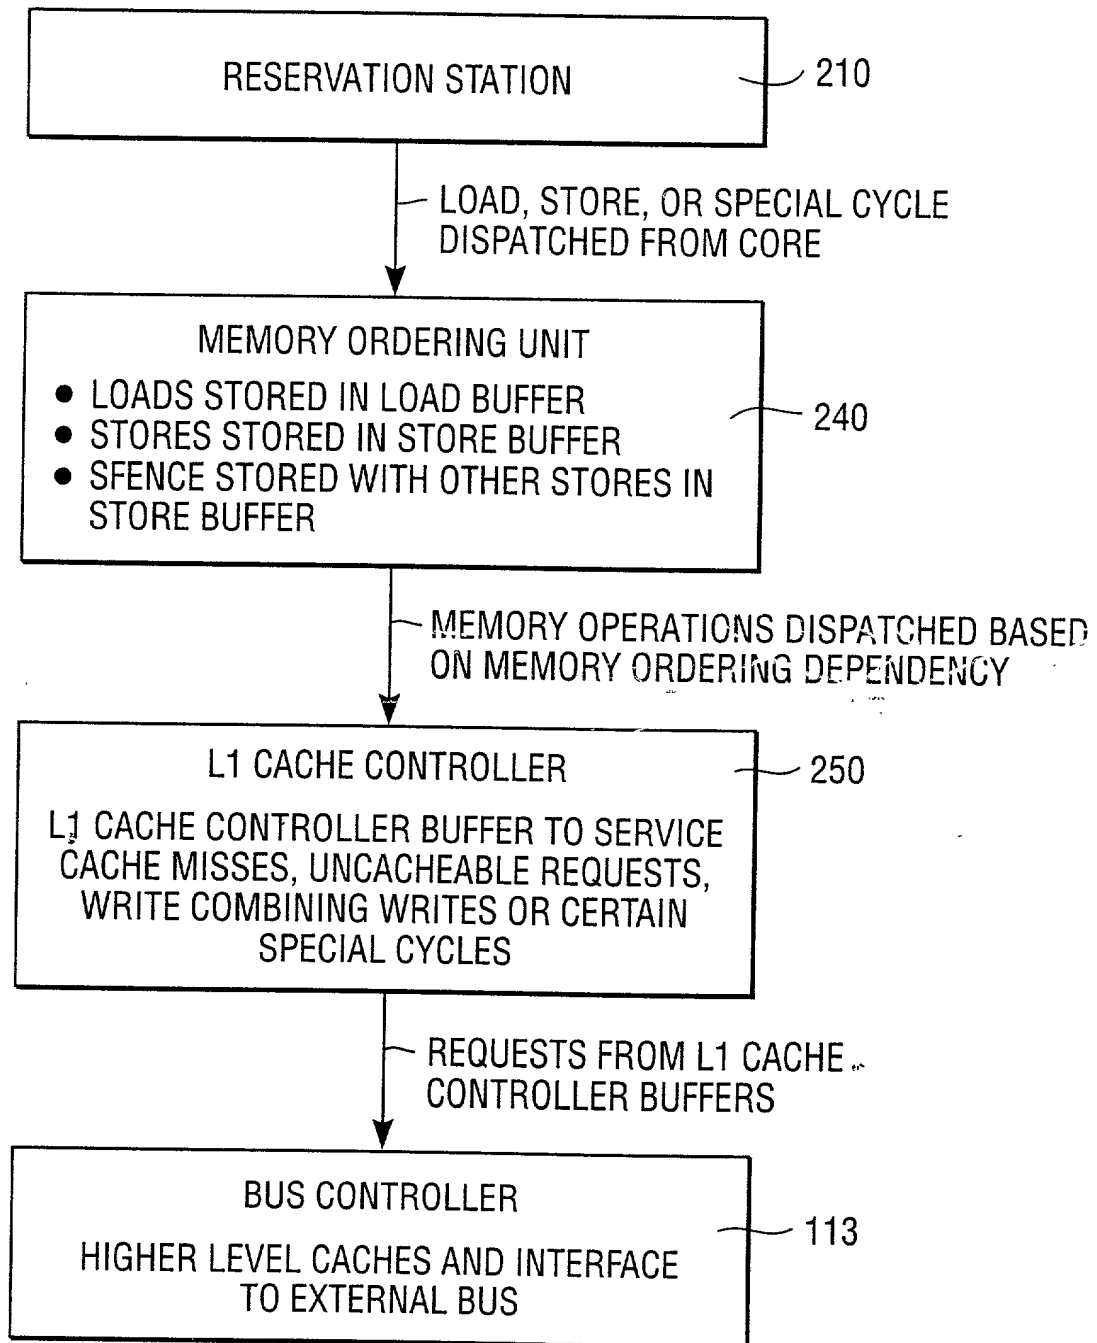 RESERVATION STATION
210
LOAD, STORE, OR SPECIAL CYCLE
DISPATCHED FROM CORE
MEMORY ORDERING UNIT
● LOADS STORED IN LOAD BUFFER
● STORES STORED IN STORE BUFFER
● SFENCE STORED WITH OTHER STORES IN
STORE BUFFER
240
MEMORY OPERATIONS DISPATCHED BASED
ON MEMORY ORDERING DEPENDENCY
L1 CACHE CONTROLLER
250
L1 CACHE CONTROLLER BUFFER TO SERVICE
CACHE MISSES, UNCACHEABLE REQUESTS,
WRITE COMBINING WRITES OR CERTAIN
SPECIAL CYCLES
REQUESTS FROM L1 CACHE
CONTROLLER BUFFERS
BUS CONTROLLER
113
HIGHER LEVEL CACHES AND INTERFACE
TO EXTERNAL BUS